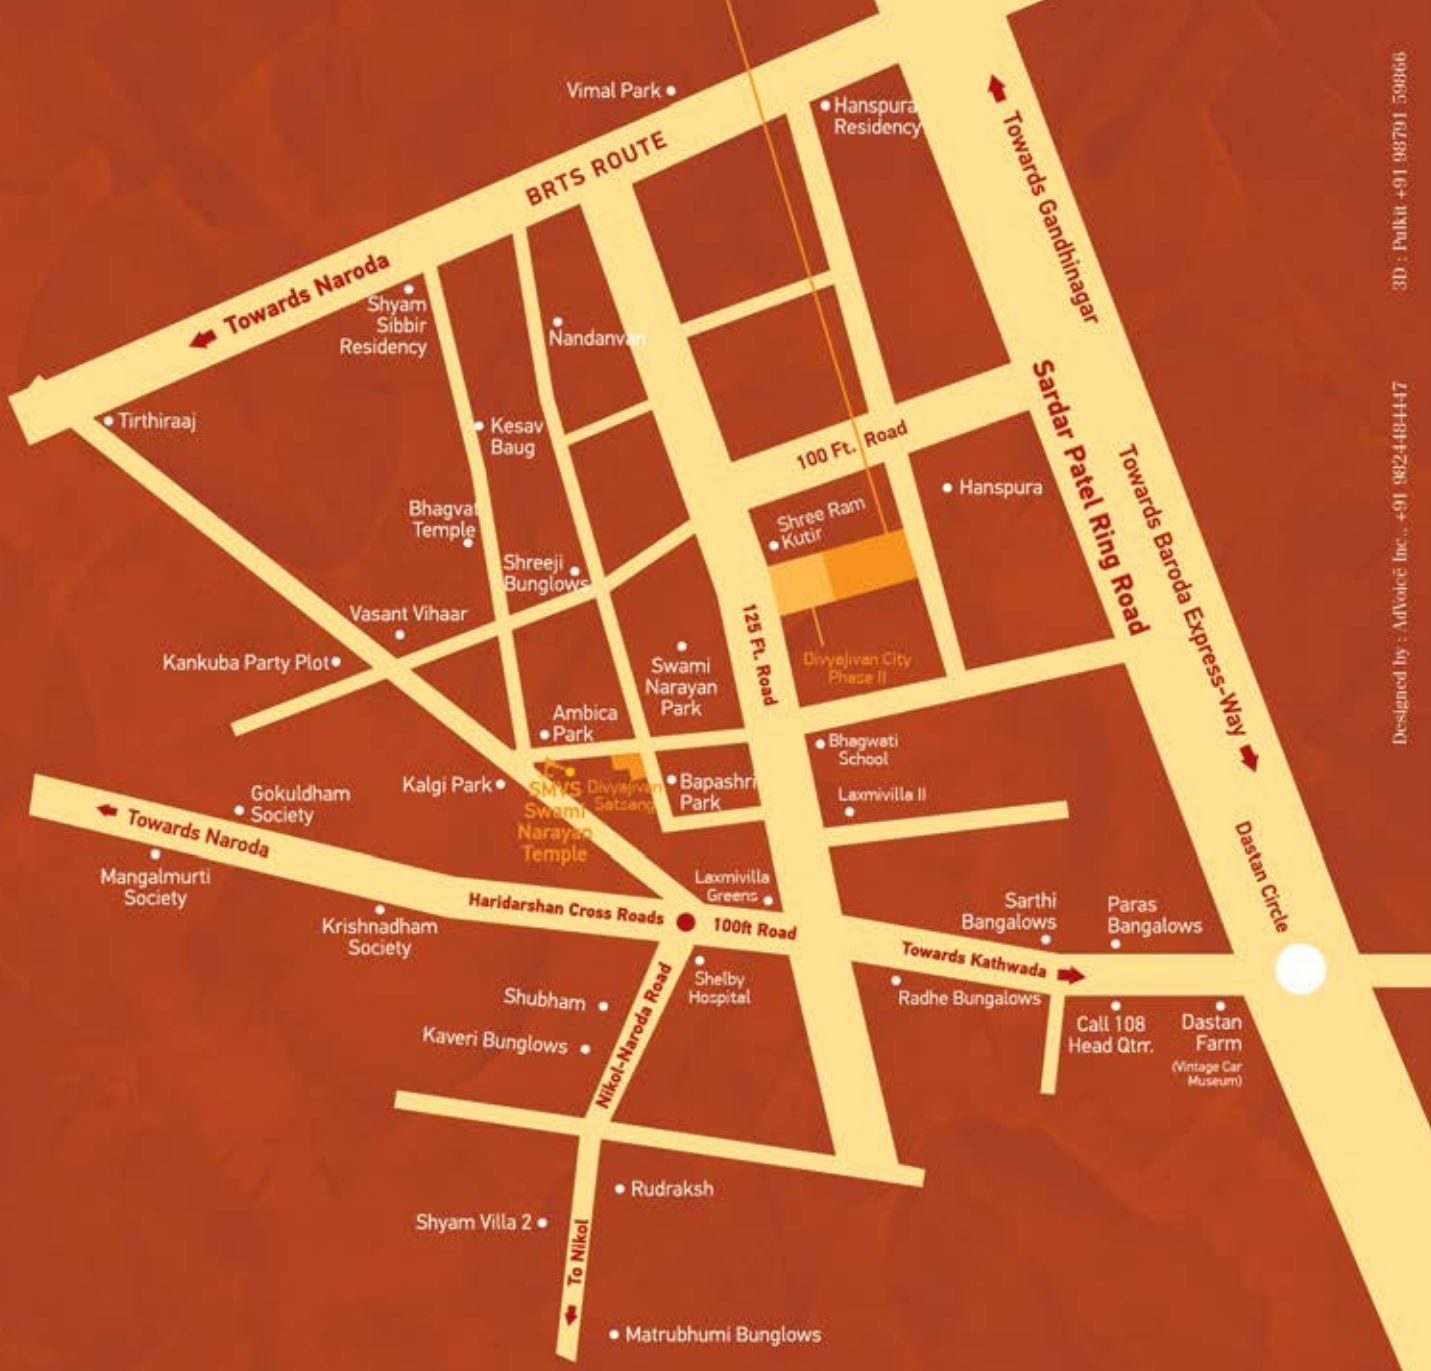 Vimal Park
Hanspura
Residency
BRTS ROUTE
Towards Gandhinagar
3D : Pulkit +91 98791 59866
Towards Naroda
Shyam
Sibbir
Residency
Nandanvan
Tirthiraaj
Kesav
Baug
100 Ft. Road
Sardar Patel Ring Road
Towards Baroda Express-Way
Designed by : AdVoice Inc., +91 9824484447
Hanspura
Bhagvat
Temple
Shree Ram
Kutir
Shreeji
Bunglows
Vasant Vihaar
Kankuba Party Plot
125 Ft. Road
Swami
Narayan
Park
Divyajivan City
Phase II
Ambica
Park
Bhagwati
School
Kalgi Park
SMVS
Swami
Narayan
Temple
Divyajivan
Satsang
Bapashri
Park
Laxmivilla II
Gokuldham
Society
Towards Naroda
Mangalmurti
Society
Krishnadham
Society
Haridarshan Cross Roads
Laxmivilla
Greens
100ft Road
Dastan Circle
Sarthi
Bangalows
Paras
Bangalows
Towards Kathwada
Shelby
Hospital
Radhe Bungalows
Call 108
Head Qtrr.
Dastan
Farm
(Vintage Car
Museum)
Shubham
Kaveri Bunglows
Nikol-Naroda Road
Rudraksh
Shyam Villa 2
To Nikol
Matrubhumi Bunglows